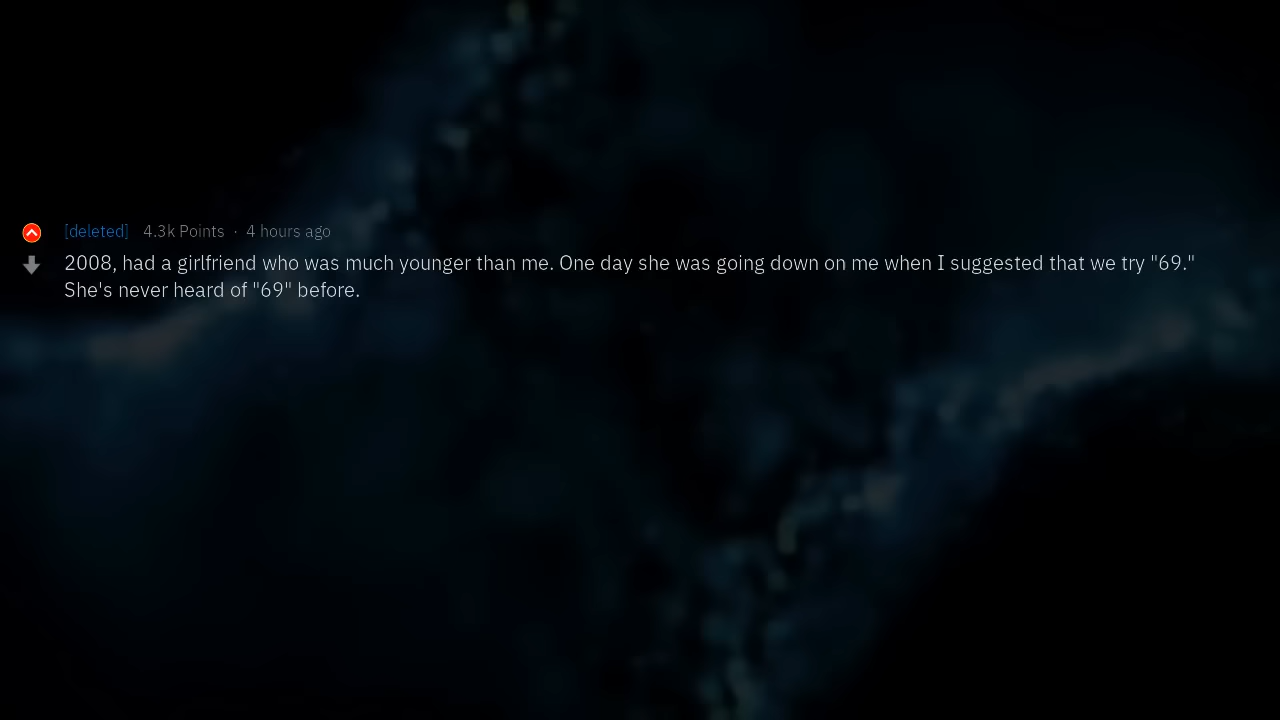 [deleted] 4.3k Points · 4 hours ago
2008, had a girlfriend who was much younger than me. One day she was going down on me when I suggested that we try "69."
She's never heard of "69" before.